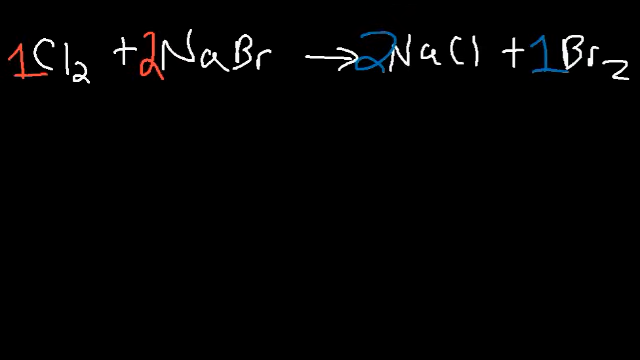 1Cl₂ + 2NaBr → 2NaCl + 1Br₂